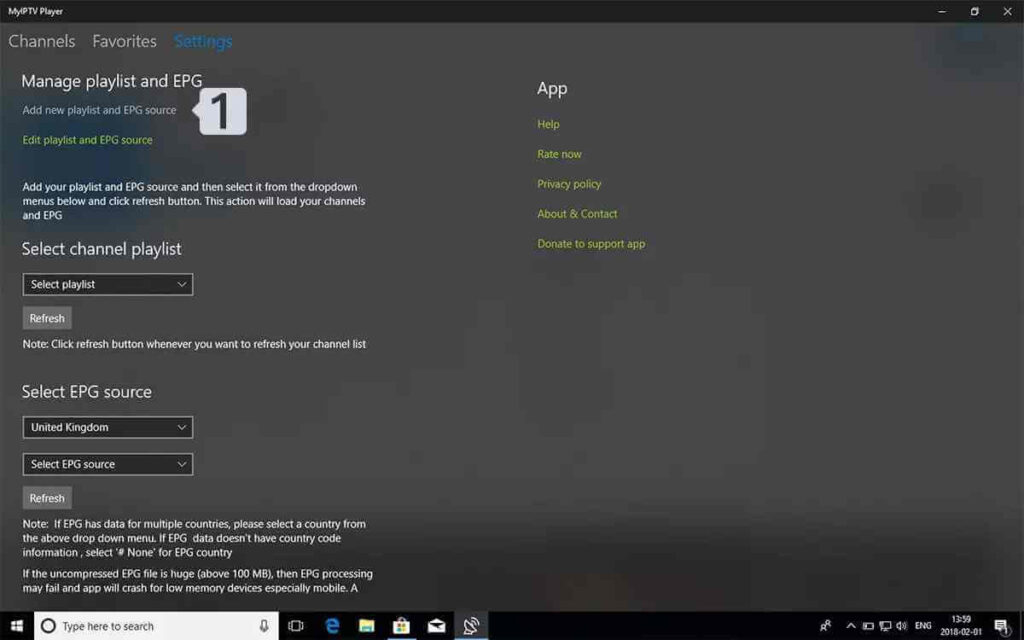 MyIPTV Player
Channels Favorites Settings
Manage playlist and EPG
Add new playlist and EPG source
1
Edit playlist and EPG source
Add your playlist and EPG source and then select it from the dropdown
menus below and click refresh button. This action will load your channels
and EPG
Select channel playlist
Select playlist
Refresh
Note: Click refresh button whenever you want to refresh your channel list
Select EPG source
United Kingdom
Select EPG source
Refresh
Note: If EPG has data for multiple countries, please select a country from
the above drop down menu. If EPG data doesn't have country code
information , select '# None' for EPG country
If the uncompressed EPG file is huge (above 100 MB), then EPG processing
may fail and app will crash for low memory devices especially mobile. A
App
Help
Rate now
Privacy policy
About & Contact
Donate to support app
Type here to search
ENG
13:59
2018-02-01
1